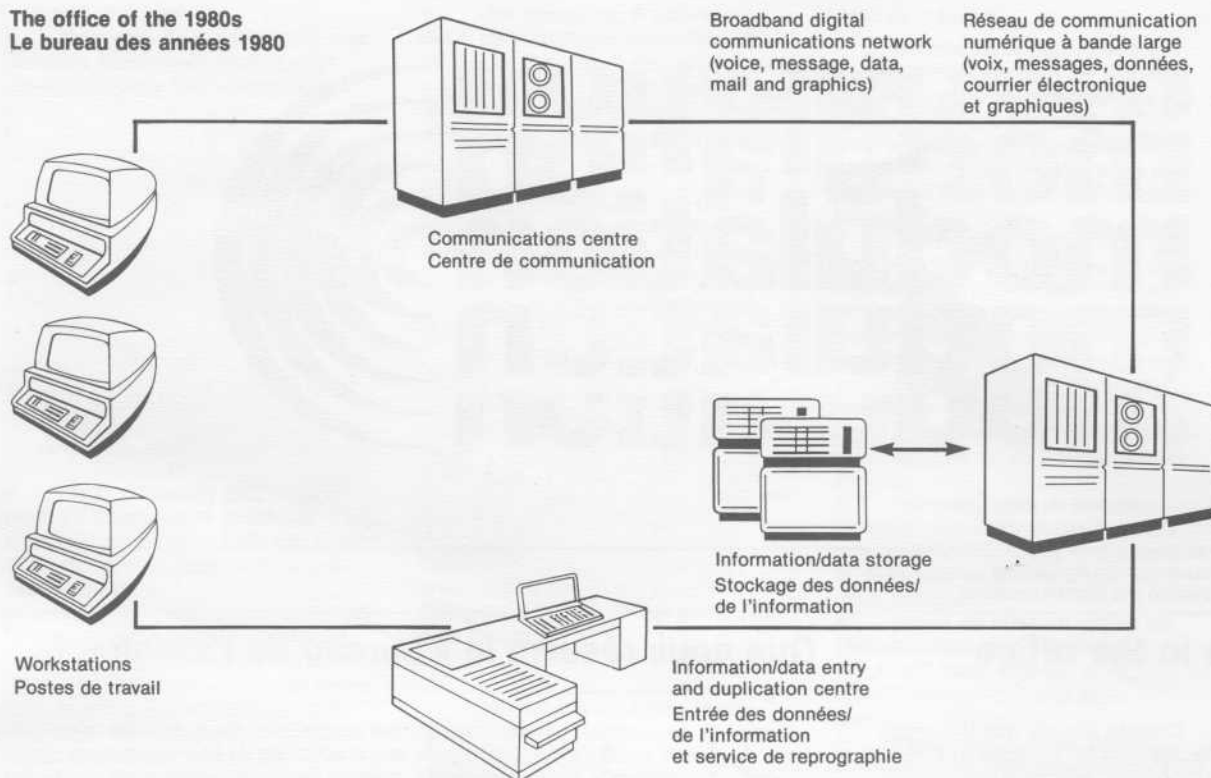 The office of the 1980s
Le bureau des années 1980
Broadband digital
communications network
(voice, message, data,
mail and graphics)
Réseau de communication
numérique à bande large
(voix, messages, données,
courrier électronique
et graphiques)
Communications centre
Centre de communication
Information/data storage
Stockage des données/
de l'information
Workstations
Postes de travail
Information/data entry
and duplication centre
Entrée des données/
de l'information
et service de reprographie